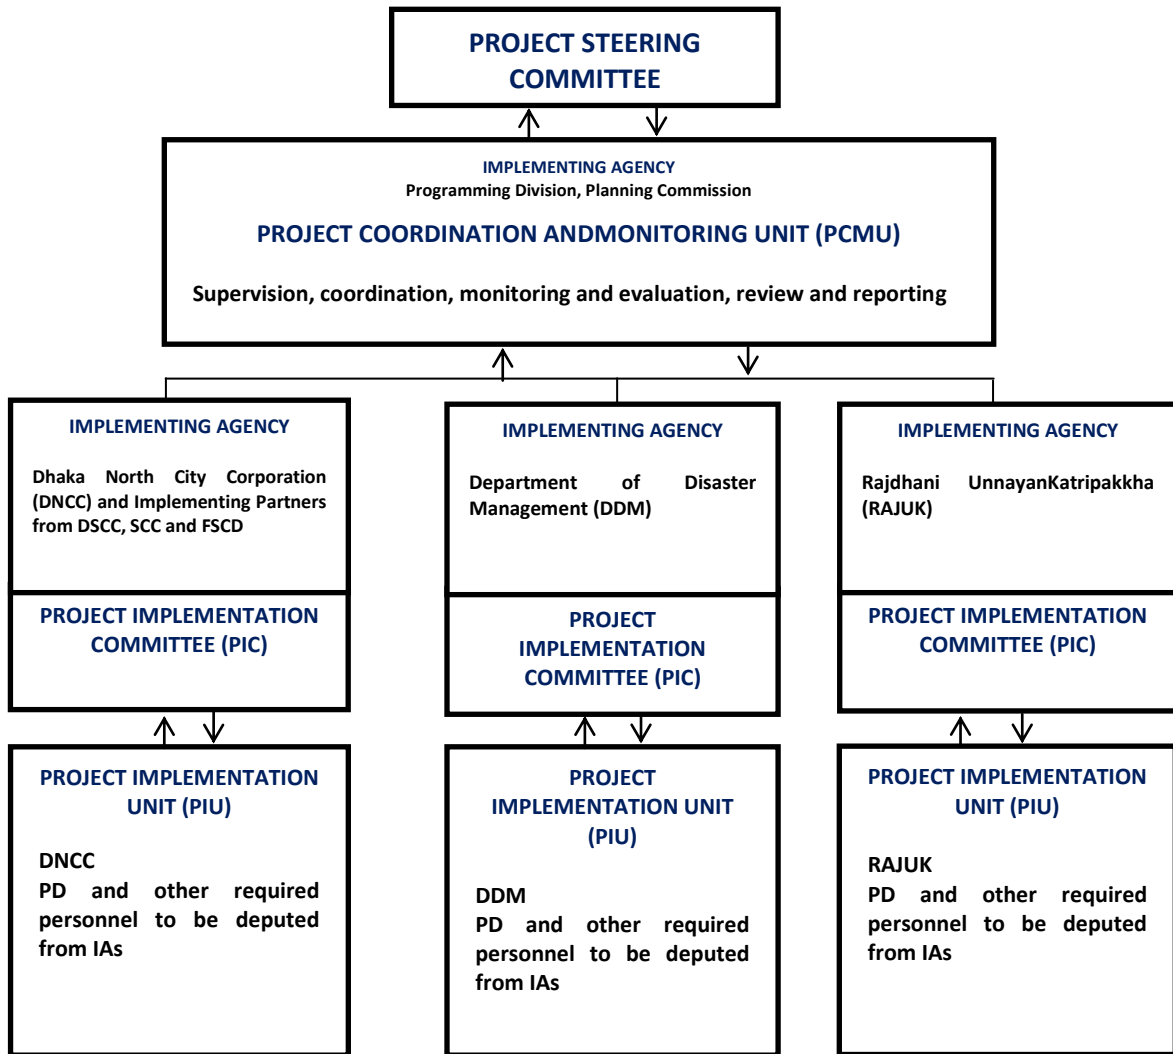 PROJECT STEERING
COMMITTEE
IMPLEMENTING AGENCY
Programming Division, Planning Commission
PROJECT COORDINATION ANDMONITORING UNIT (PCMU)
Supervision, coordination, monitoring and evaluation, review and reporting
IMPLEMENTING AGENCY
Dhaka North City Corporation
(DNCC) and Implementing Partners
from DSCC, SCC and FSCD
PROJECT IMPLEMENTATION
COMMITTEE (PIC)
PROJECT IMPLEMENTATION
UNIT (PIU)
DNCC
PD and other required
personnel to be deputed
from IAs
IMPLEMENTING AGENCY
Department of Disaster
Management (DDM)
PROJECT
IMPLEMENTATION
COMMITTEE (PIC)
PROJECT
IMPLEMENTATION UNIT
(PIU)
DDM
PD and other required
personnel to be deputed
from IAs
IMPLEMENTING AGENCY
Rajdhani UnnayanKatripakkha
(RAJUK)
PROJECT IMPLEMENTATION
COMMITTEE (PIC)
PROJECT IMPLEMENTATION
UNIT (PIU)
RAJUK
PD and other required
personnel to be deputed
from IAs